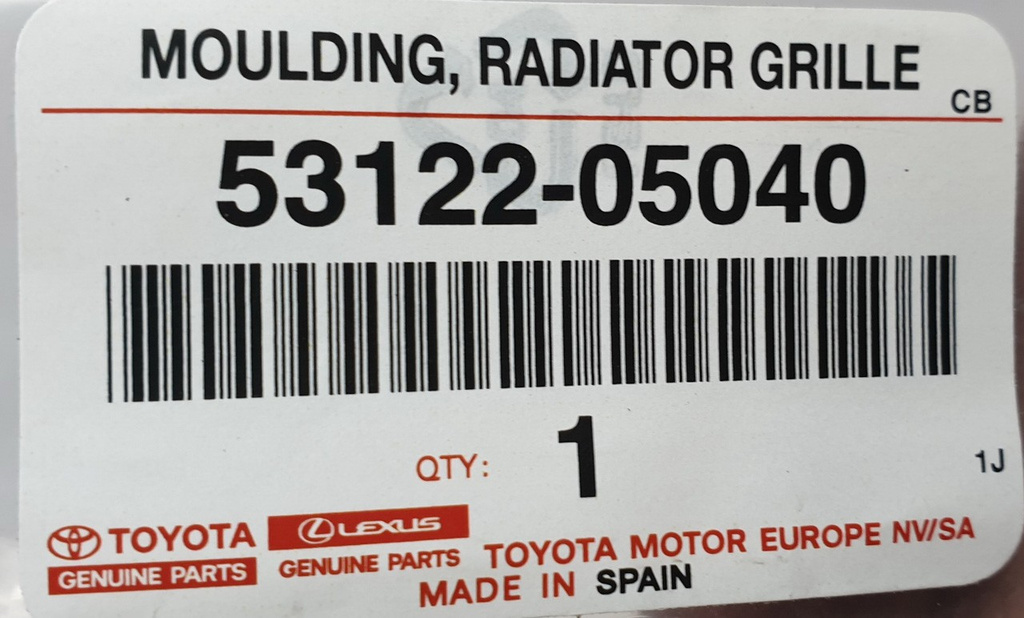 MOULDING, RADIATOR GRILLE
CB
53122-05040
QTY: 1
1J
TOYOTA
GENUINE PARTS
LEXUS
GENUINE PARTS
TOYOTA MOTOR EUROPE NV/SA
MADE IN SPAIN